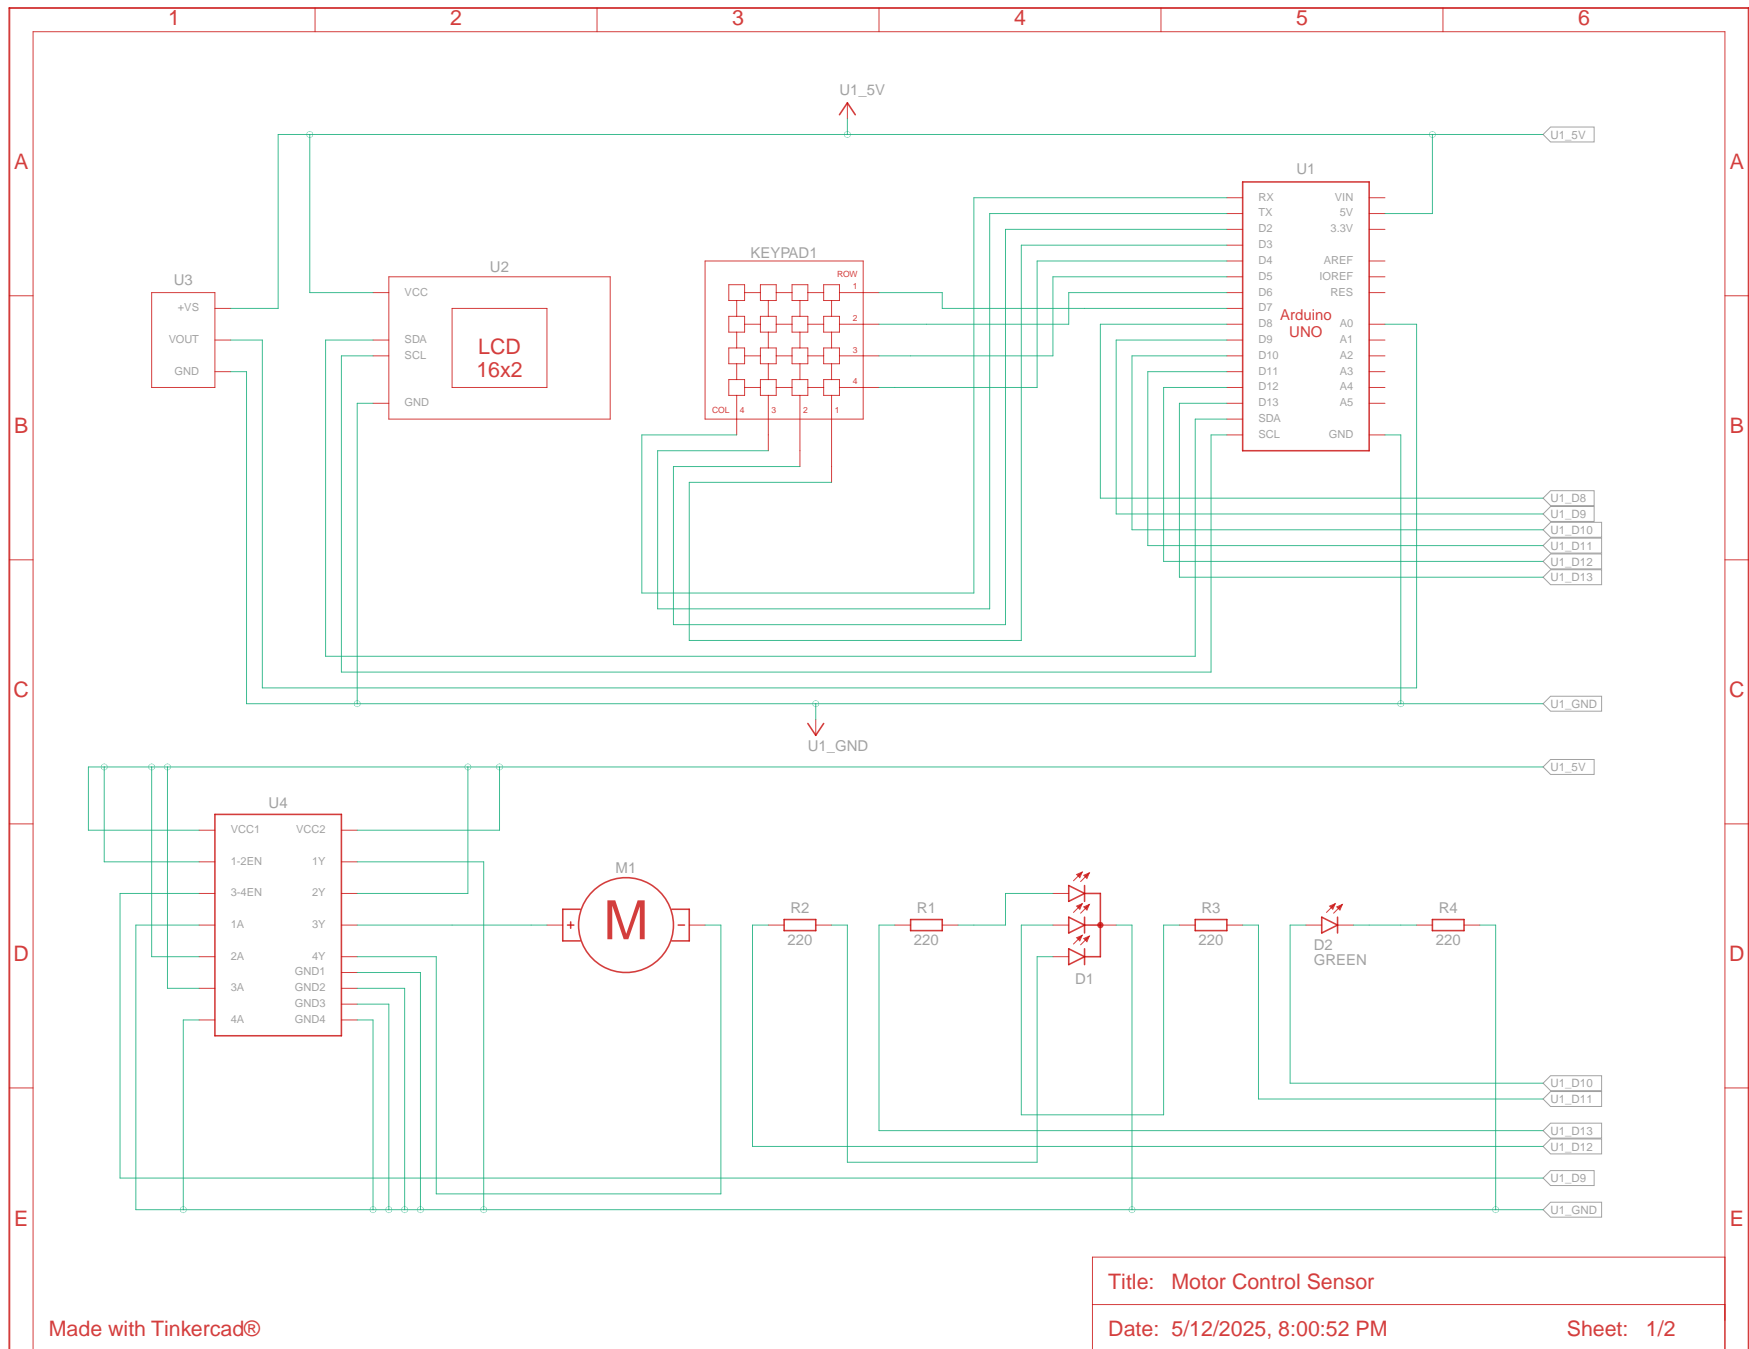 1 2 3 4 5 6
U1_5V
A U1_5V A
U1
RX VIN
TX 5V
D2 3.3V
D3
D4 AREF
D5 IOREF
D6 RES
D7
D8 A0
D9 A1
D10 A2
D11 A3
D12 A4
D13 A5
SDA
SCL GND
Arduino
UNO
KEYPAD1
ROW
1
2
3
4
COL 4 3 2 1
U2
VCC
SDA
SCL
GND
LCD
16x2
U3
+VS
VOUT
GND
B B
U1_D8
U1_D9
U1_D10
U1_D11
U1_D12
U1_D13
C C
U1_GND
U1_GND
U1_5V
U4
VCC1 VCC2
1-2EN 1Y
3-4EN 2Y
1A 3Y
2A 4Y
GND1
3A GND2
GND3
4A GND4
M1
+ M -
R2
220
R1
220
D1
R3
220
D2
GREEN
R4
220
D D
U1_D10
U1_D11
U1_D13
U1_D12
U1_D9
U1_GND
E E
Title: Motor Control Sensor
Made with Tinkercad®
Date: 5/12/2025, 8:00:52 PM Sheet: 1/2